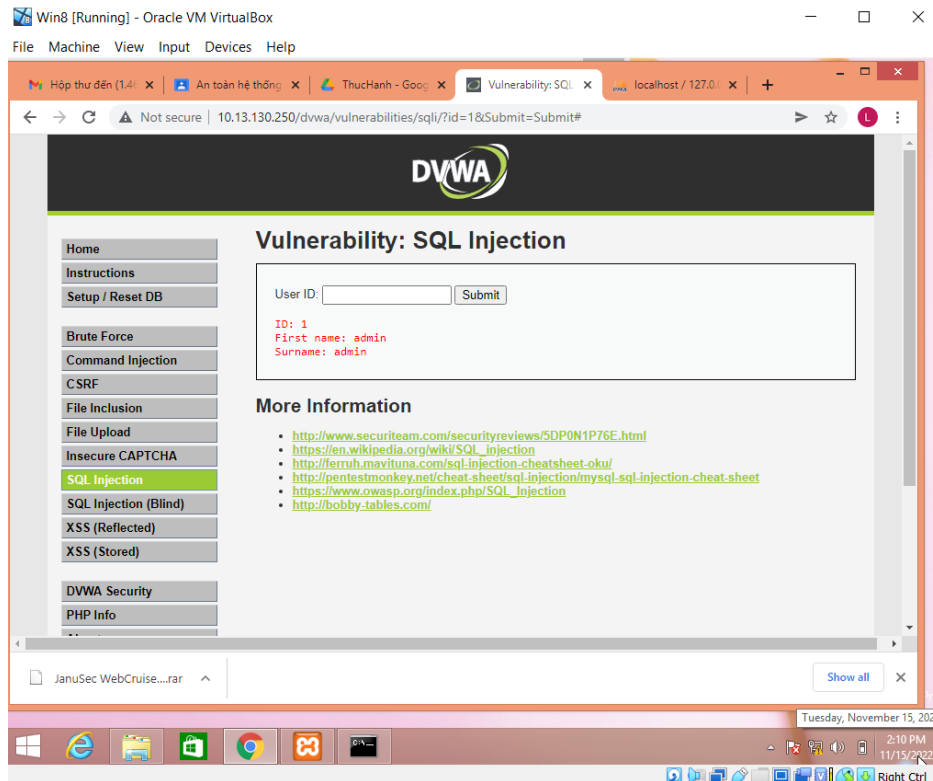 Win8 [Running] - Oracle VM VirtualBox
File Machine View Input Devices Help
Hộp thư đến (1.46
An toàn hệ thống
ThucHanh - Goog
Vulnerability: SQL
localhost / 127.0.0
Not secure 10.13.130.250/dvwa/vulnerabilities/sqli/?id=1&Submit=Submit#
L
DVWA
Home
Instructions
Setup / Reset DB
Brute Force
Command Injection
CSRF
File Inclusion
File Upload
Insecure CAPTCHA
SQL Injection
SQL Injection (Blind)
XSS (Reflected)
XSS (Stored)
DVWA Security
PHP Info
Vulnerability: SQL Injection
User ID: Submit
ID: 1
First name: admin
Surname: admin
More Information
http://www.securiteam.com/securityreviews/5DP0N1P76E.html
https://en.wikipedia.org/wiki/SQL_injection
http://ferruh.mavituna.com/sql-injection-cheatsheet-oku/
http://pentestmonkey.net/cheat-sheet/sql-injection/mysql-sql-injection-cheat-sheet
https://www.owasp.org/index.php/SQL_Injection
http://bobby-tables.com/
JanuSec WebCruise....rar
Show all
Tuesday, November 15, 202
2:10 PM
11/15/2022
Right Ctrl